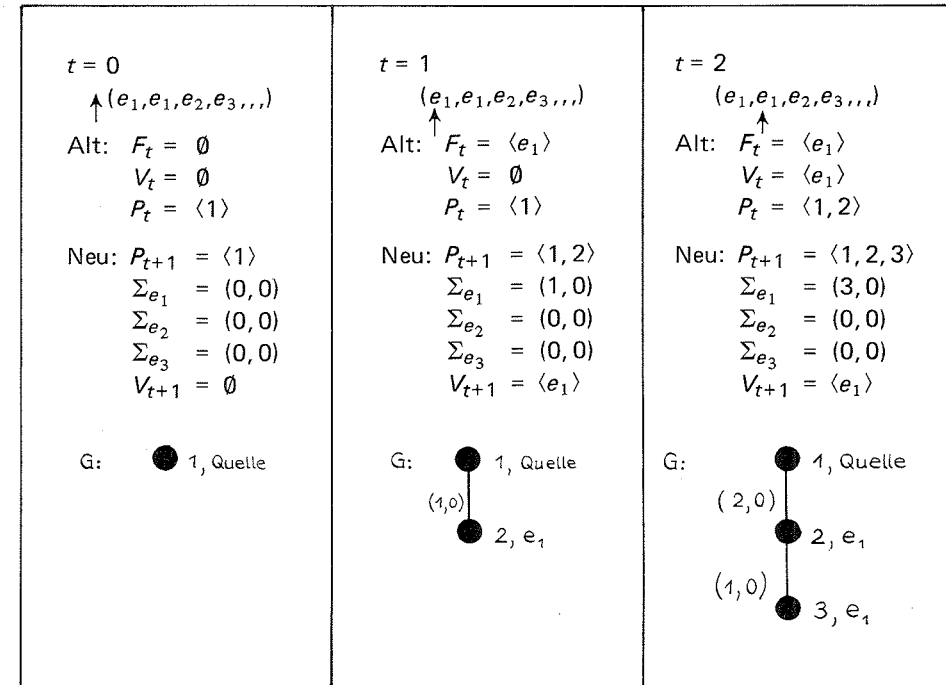 t = 0
(e₁,e₁,e₂,e₃,,,)
Alt: Fₜ = ∅
Vₜ = ∅
Pₜ = ⟨1⟩
Neu: Pₜ₊₁ = ⟨1⟩
Σe₁ = (0,0)
Σe₂ = (0,0)
Σe₃ = (0,0)
Vₜ₊₁ = ∅
G:
1, Quelle
t = 1
(e₁,e₁,e₂,e₃,,,)
Alt: Fₜ = ⟨e₁⟩
Vₜ = ∅
Pₜ = ⟨1⟩
Neu: Pₜ₊₁ = ⟨1,2⟩
Σe₁ = (1,0)
Σe₂ = (0,0)
Σe₃ = (0,0)
Vₜ₊₁ = ⟨e₁⟩
G:
1, Quelle
(1,0)
2, e₁
t = 2
(e₁,e₁,e₂,e₃,,,)
Alt: Fₜ = ⟨e₁⟩
Vₜ = ⟨e₁⟩
Pₜ = ⟨1,2⟩
Neu: Pₜ₊₁ = ⟨1,2,3⟩
Σe₁ = (3,0)
Σe₂ = (0,0)
Σe₃ = (0,0)
Vₜ₊₁ = ⟨e₁⟩
G:
1, Quelle
(2,0)
2, e₁
(1,0)
3, e₁